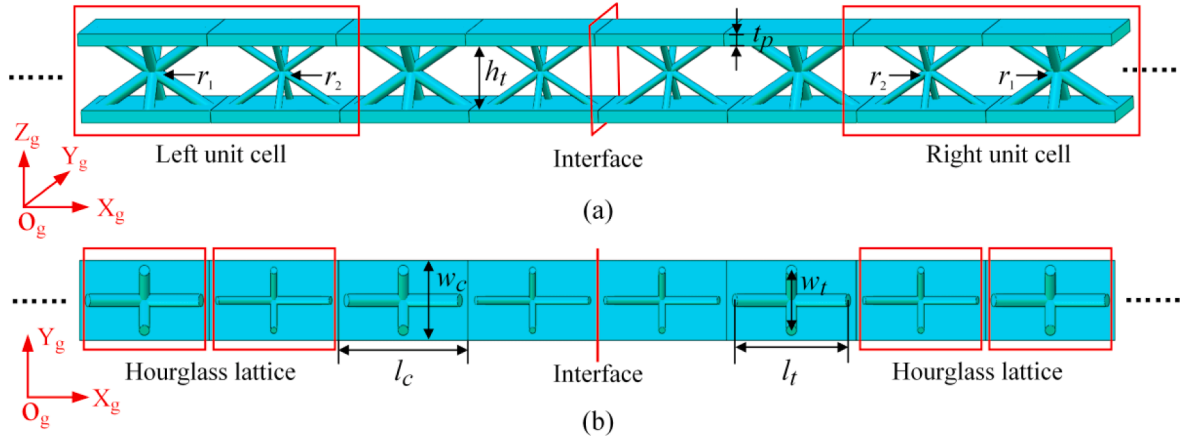 t_p
r_1 r_2 h_t r_2 r_1
...... ......
Left unit cell Interface Right unit cell
Z_g
Y_g
X_g
O_g
(a)
w_c w_t
...... ......
Y_g
Hourglass lattice l_c Interface l_t Hourglass lattice
X_g
O_g
(b)